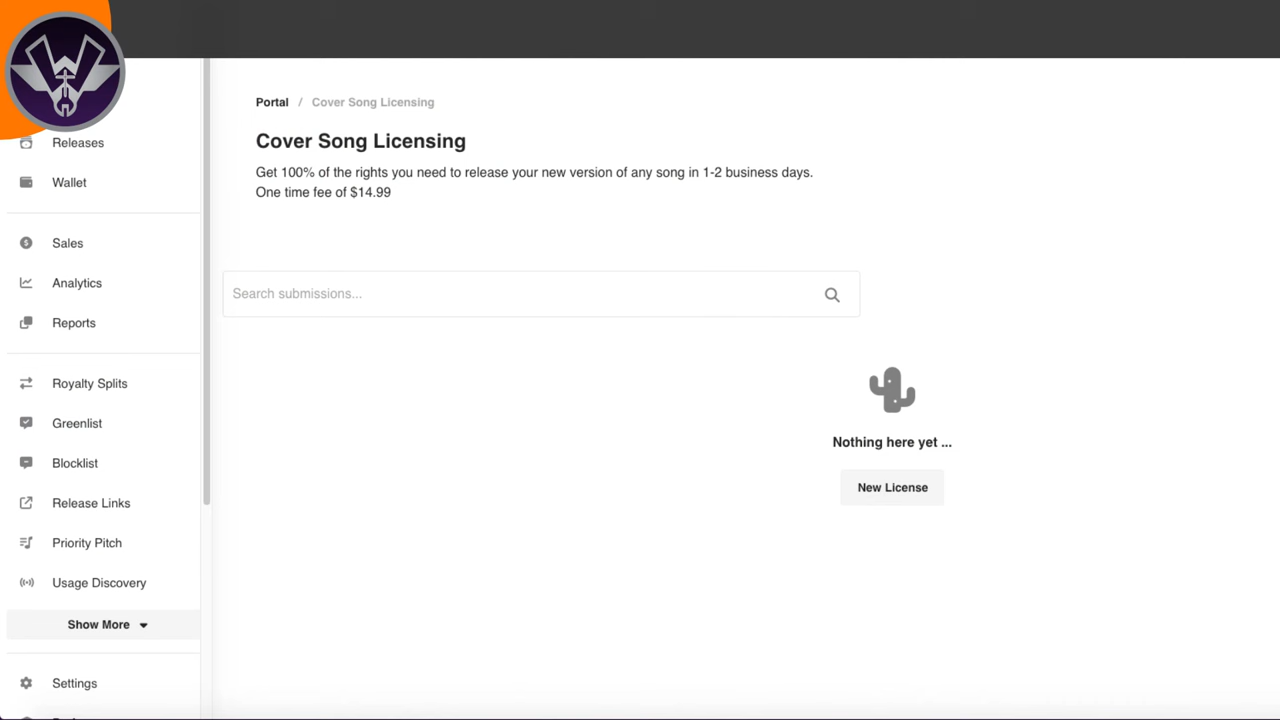 Portal / Cover Song Licensing
Cover Song Licensing
Get 100% of the rights you need to release your new version of any song in 1-2 business days.
One time fee of $14.99
Releases
Wallet
Sales
Analytics
Reports
Royalty Splits
Greenlist
Blocklist
Release Links
Priority Pitch
Usage Discovery
Show More
Settings
Search submissions...
Nothing here yet ...
New License